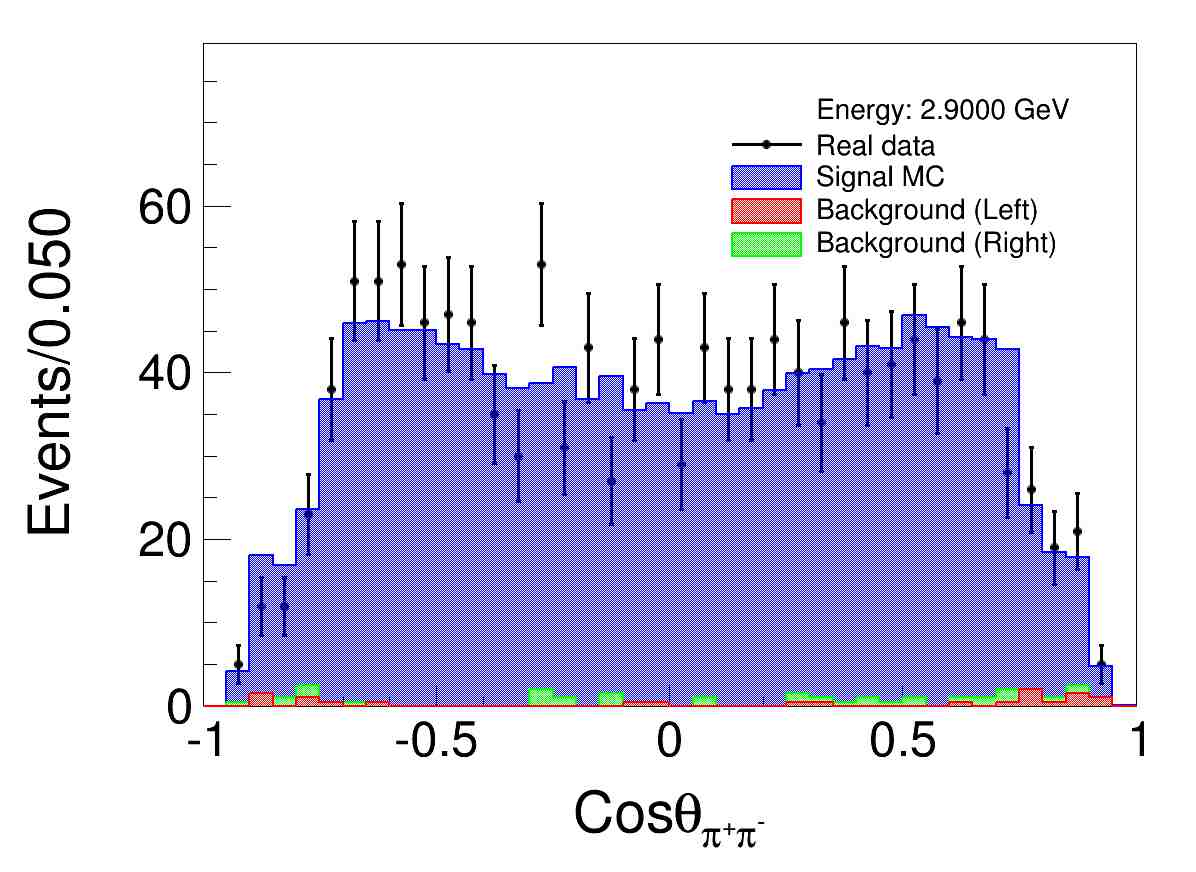 Energy: 2.9000 GeV
Real data
Signal MC
Background (Left)
Background (Right)
Events/0.050
60
40
20
0
-1
-0.5
0
0.5
1
Cosθπ⁺π⁻